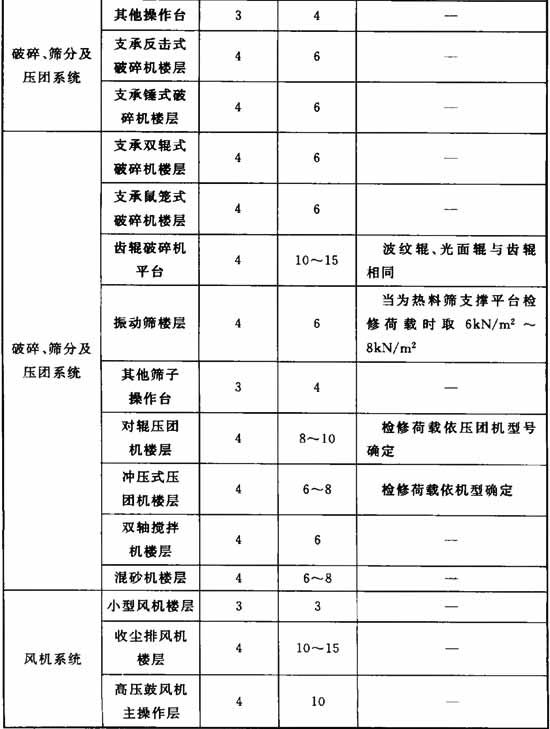 破碎、筛分及
压团系统
其他操作台 3 4 —
支承反击式
破碎机楼层 4 6 —
支承锤式破
碎机楼层 4 6 —
破碎、筛分及
压团系统
支承双辊式
破碎机楼层 4 6 —
支承鼠笼式
破碎机楼层 4 6 —
齿辊破碎机
平台 4 10～15
波纹辊、光面辊与齿辊
相同
振动筛楼层 4 6
当为热料筛支撑平台检
修荷载时取 6kN/m²～
8kN/m²
其他筛子
操作台 3 4 —
对辊压团
机楼层 4 8～10
检修荷载依压团机型号
确定
冲压式压
团机楼层 4 6～8 检修荷载依机型确定
双轴搅拌
机楼层 4 6 —
混砂机楼层 4 6～8 —
风机系统
小型风机楼层 3 3 —
收尘排风机
楼层 4 10～15 —
高压鼓风机
主操作层 4 10 —